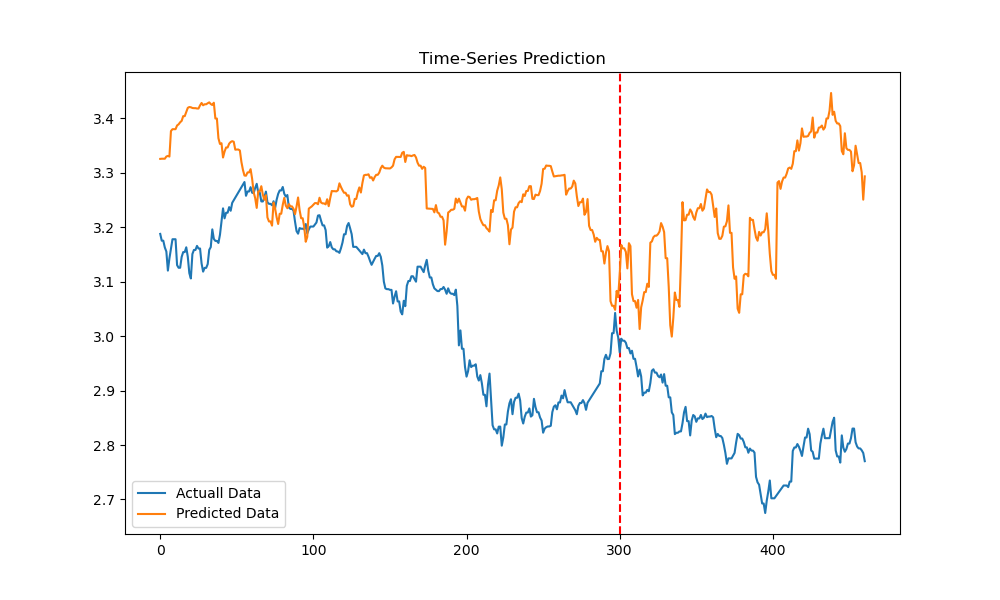 Time-Series Prediction
3.4
3.3
3.2
3.1
3.0
2.9
2.8
2.7
Actuall Data
Predicted Data
0 100 200 300 400